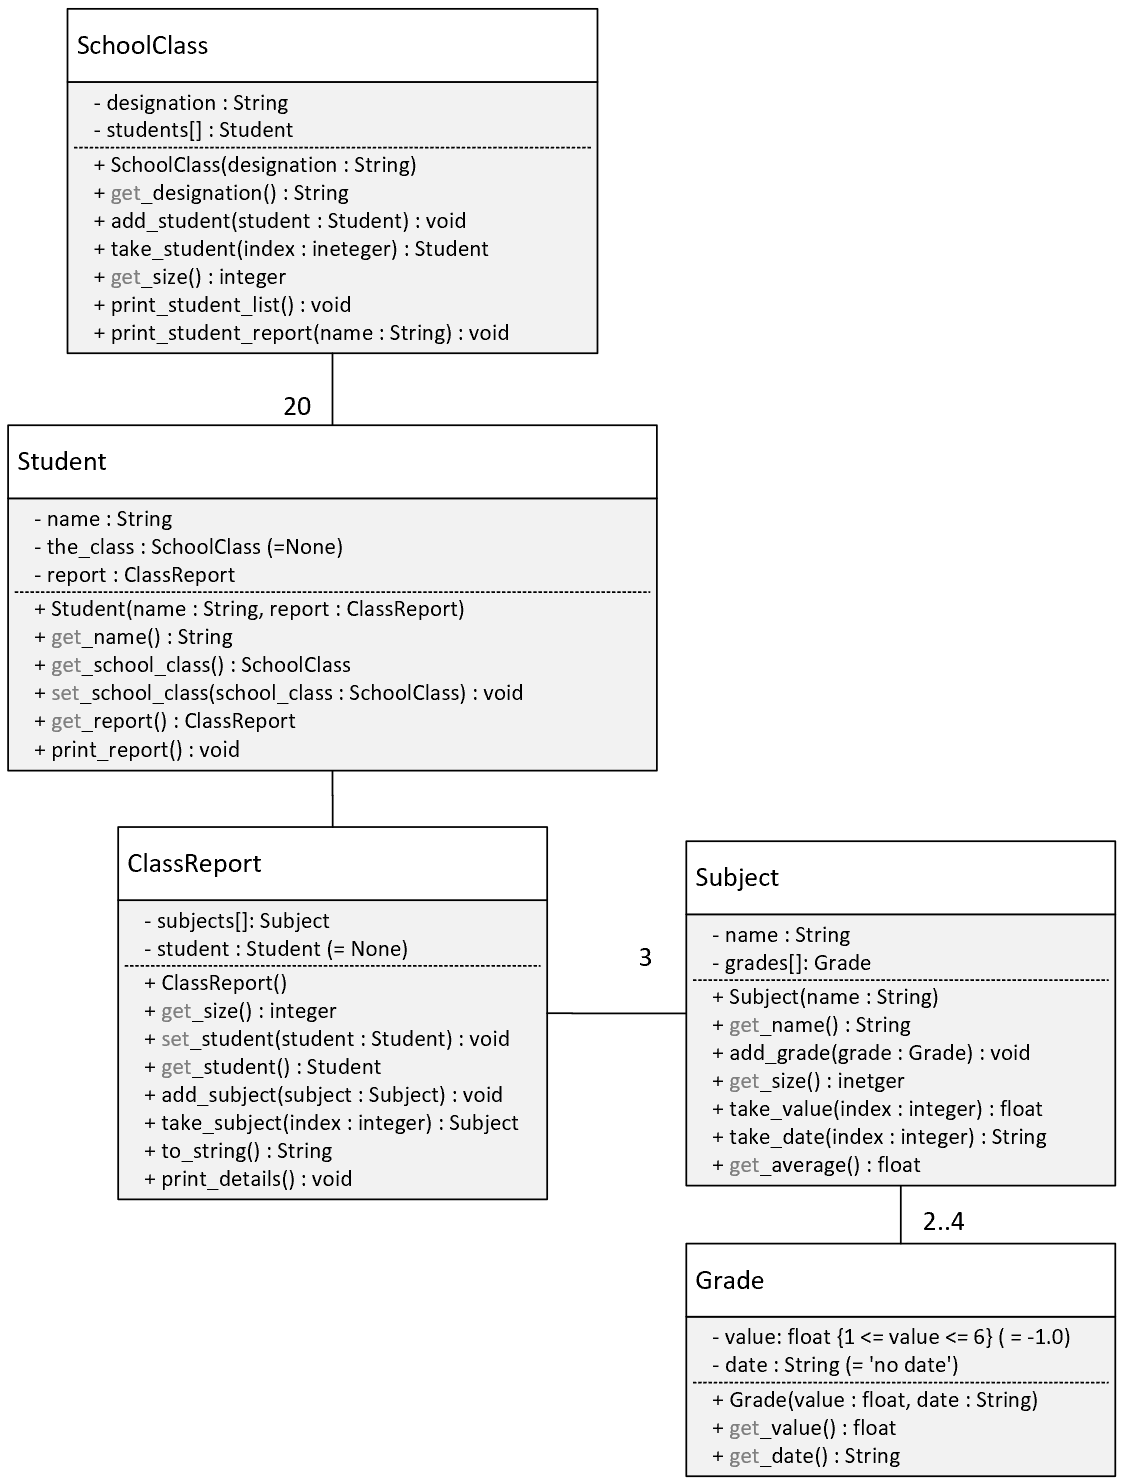 SchoolClass
- designation : String
- students[] : Student
+ SchoolClass(designation : String)
+ get_designation() : String
+ add_student(student : Student) : void
+ take_student(index : ineteger) : Student
+ get_size() : integer
+ print_student_list() : void
+ print_student_report(name : String) : void
20
Student
- name : String
- the_class : SchoolClass (=None)
- report : ClassReport
+ Student(name : String, report : ClassReport)
+ get_name() : String
+ get_school_class() : SchoolClass
+ set_school_class(school_class : SchoolClass) : void
+ get_report() : ClassReport
+ print_report() : void
ClassReport
- subjects[]: Subject
- student : Student (= None)
+ ClassReport()
+ get_size() : integer
+ set_student(student : Student) : void
+ get_student() : Student
+ add_subject(subject : Subject) : void
+ take_subject(index : integer) : Subject
+ to_string() : String
+ print_details() : void
3
Subject
- name : String
- grades[]: Grade
+ Subject(name : String)
+ get_name() : String
+ add_grade(grade : Grade) : void
+ get_size() : inetger
+ take_value(index : integer) : float
+ take_date(index : integer) : String
+ get_average() : float
2..4
Grade
- value: float {1 <= value <= 6} ( = -1.0)
- date : String (= 'no date')
+ Grade(value : float, date : String)
+ get_value() : float
+ get_date() : String